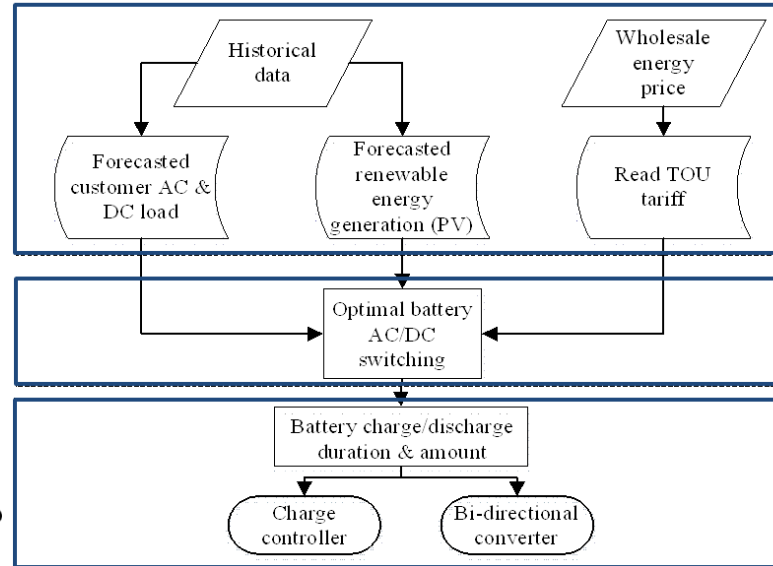 Historical
data
Wholesale
energy
price
Forecasted
customer AC &
DC load
Forecasted
renewable
energy
generation (PV)
Read TOU
tariff
Optimal battery
AC/DC
switching
Battery charge/discharge
duration & amount
Charge
controller
Bi-directional
converter